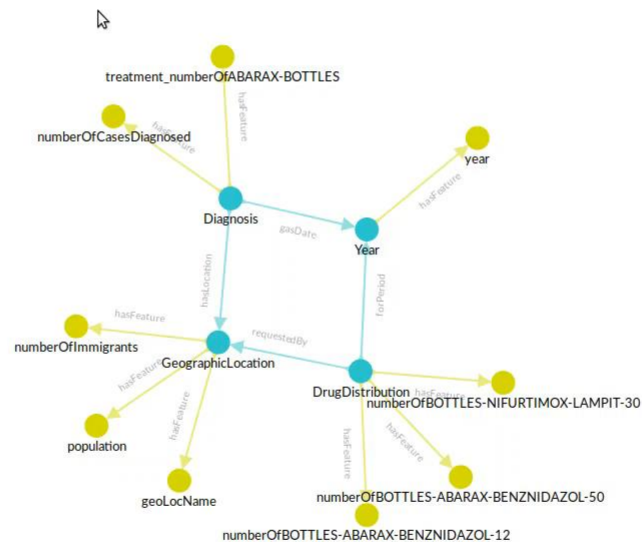 treatment_numberOfABARAX-BOTTLES
hasFeature
numberOfCasesDiagnosed
hasFeature
year
hasFeature
Diagnosis
gasDate
Year
hasLocation
forPeriod
hasFeature
numberOfImmigrants
requestedBy
GeographicLocation
hasFeature
DrugDistribution
hasFeature
numberOfBOTTLES-NIFURTIMOX-LAMPIT-30
hasFeature
population
hasFeature
hasFeature
geoLocName
numberOfBOTTLES-ABARAX-BENZNIDAZOL-50
numberOfBOTTLES-ABARAX-BENZNIDAZOL-12